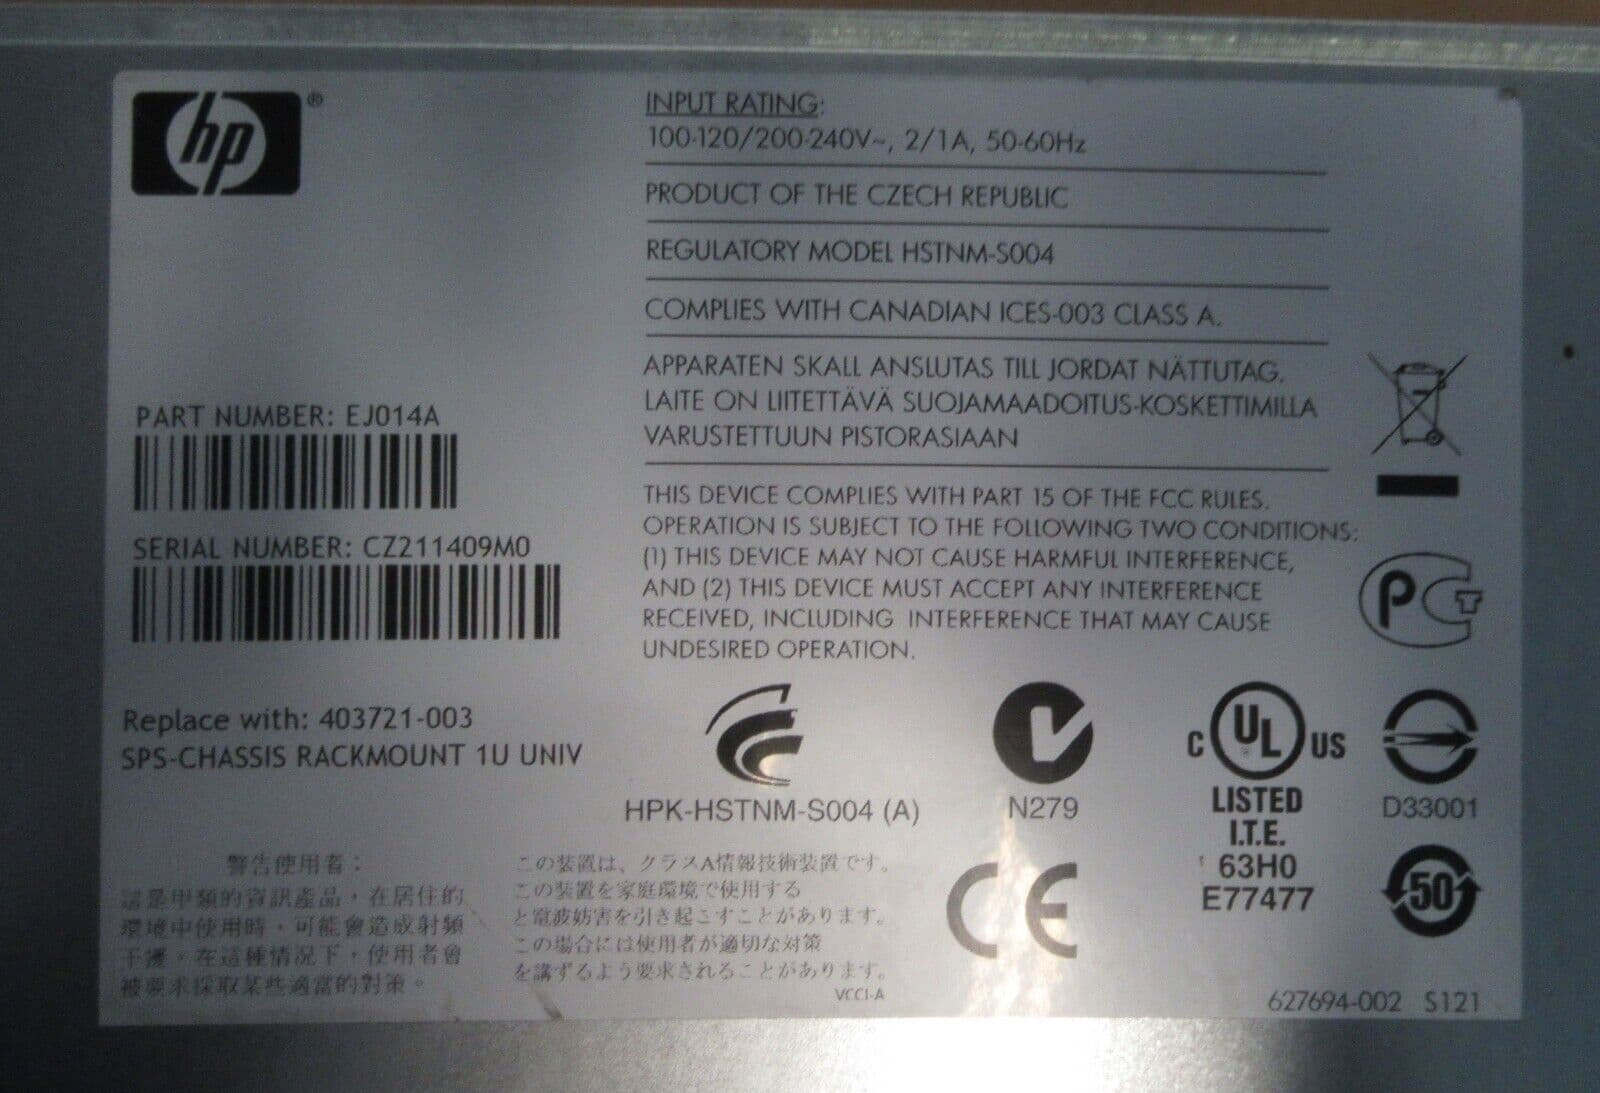 hp®
INPUT RATING:
100-120/200-240V~, 2/1A, 50-60Hz
PRODUCT OF THE CZECH REPUBLIC
REGULATORY MODEL HSTNM-S004
COMPLIES WITH CANADIAN ICES-003 CLASS A.
APPARATEN SKALL ANSLUTAS TILL JORDAT NÄTTUTAG.
LAITE ON LIITETTÄVÄ SUOJAMAADOITUS-KOSKETTIMILLA
VARUSTETTUUN PISTORASIAAN
THIS DEVICE COMPLIES WITH PART 15 OF THE FCC RULES.
OPERATION IS SUBJECT TO THE FOLLOWING TWO CONDITIONS:
(1) THIS DEVICE MAY NOT CAUSE HARMFUL INTERFERENCE,
AND (2) THIS DEVICE MUST ACCEPT ANY INTERFERENCE
RECEIVED, INCLUDING INTERFERENCE THAT MAY CAUSE
UNDESIRED OPERATION.
PART NUMBER: EJ014A
SERIAL NUMBER: CZ211409M0
Replace with: 403721-003
SPS-CHASSIS RACKMOUNT 1U UNIV
PCT
HPK-HSTNM-S004 (A)
N279
C UL US
LISTED
I.T.E.
63H0
E77477
D33001
50
CE
警告使用者：
這是甲類的資訊產品，在居住的
環境中使用時，可能會造成射頻
干擾，在這種情況下，使用者會
被要求採取某些適當的對策。
この装置は、クラスA情報技術装置です。
この装置を家庭環境で使用する
と電波妨害を引き起こすことがあります。
この場合には使用者が適切な対策
を講ずるよう要求されることがあります。
VCCI-A
627694-002 S121